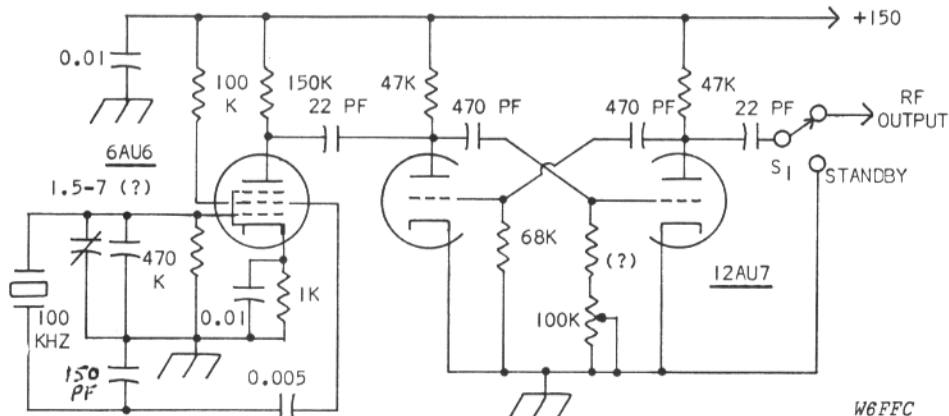 +150
0.01
100
K
150K
47K
47K
22 PF
470 PF
470 PF
22 PF
RF
OUTPUT
6AU6
S1
STANDBY
1.5-7 (?)
470
K
68K
(?)
12AU7
1K
0.01
100K
100
KHZ
150
PF
0.005
W6FFC